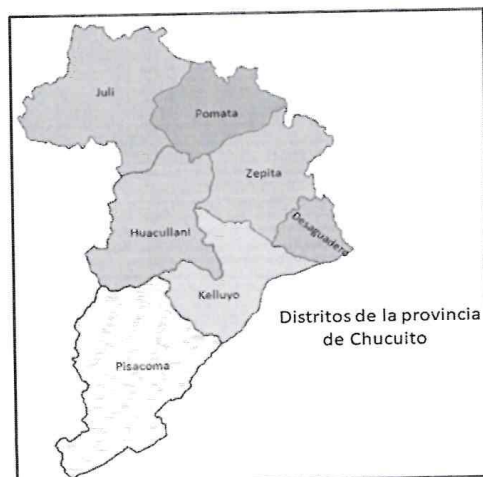 Juli
Pomata
Zepita
Desaguadero
Huacullani
Kelluyo
Distritos de la provincia
de Chucuito
Pisacoma